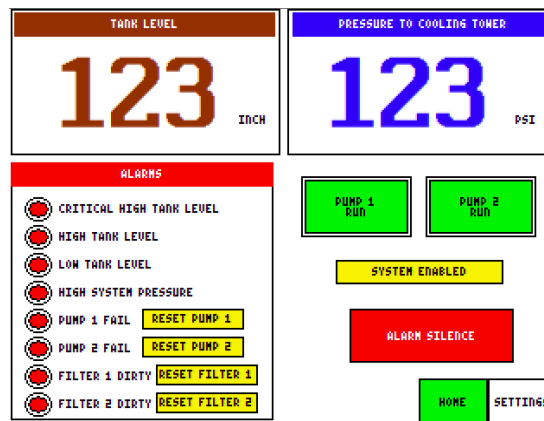 TANK LEVEL
123
INCH
PRESSURE TO COOLING TOWER
123
PSI
ALARMS
CRITICAL HIGH TANK LEVEL
HIGH TANK LEVEL
LOW TANK LEVEL
HIGH SYSTEM PRESSURE
PUMP 1 FAIL RESET PUMP 1
PUMP 2 FAIL RESET PUMP 2
FILTER 1 DIRTY RESET FILTER 1
FILTER 2 DIRTY RESET FILTER 2
PUMP 1
RUN
PUMP 2
RUN
SYSTEM ENABLED
ALARM SILENCE
HOME
SETTINGS